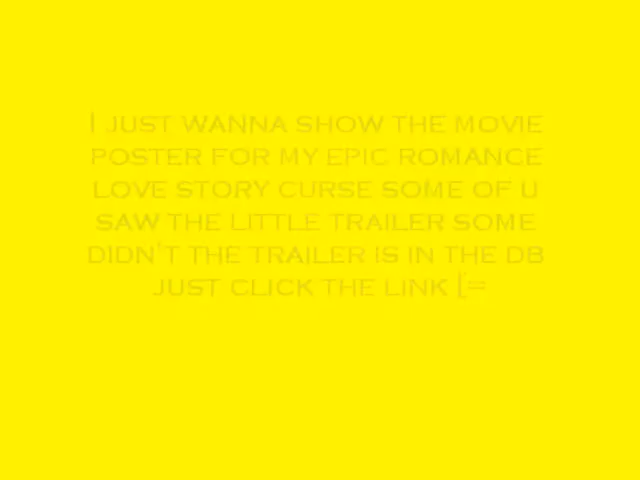 I JUST WANNA SHOW THE MOVIE
POSTER FOR MY EPIC ROMANCE
LOVE STORY CURSE SOME OF U
SAW THE LITTLE TRAILER SOME
DIDN'T THE TRAILER IS IN THE DB
JUST CLICK THE LINK [=